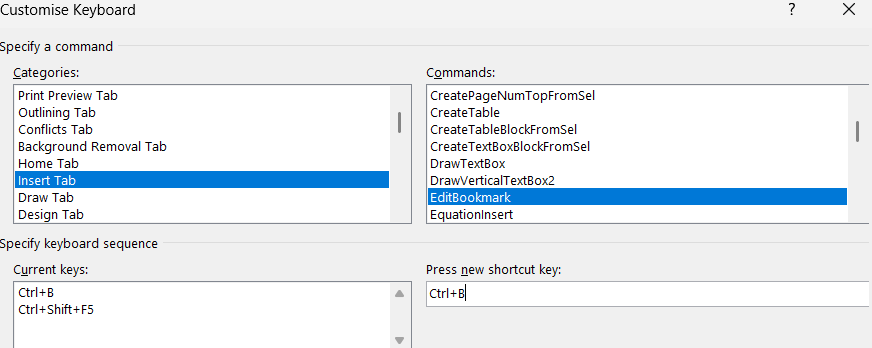 Customise Keyboard
?
Specify a command
Categories:
Print Preview Tab
Outlining Tab
Conflicts Tab
Background Removal Tab
Home Tab
Insert Tab
Draw Tab
Design Tab
Commands:
CreatePageNumTopFromSel
CreateTable
CreateTableBlockFromSel
CreateTextBoxBlockFromSel
DrawTextBox
DrawVerticalTextBox2
EditBookmark
EquationInsert
Specify keyboard sequence
Current keys:
Ctrl+B
Ctrl+Shift+F5
Press new shortcut key:
Ctrl+B